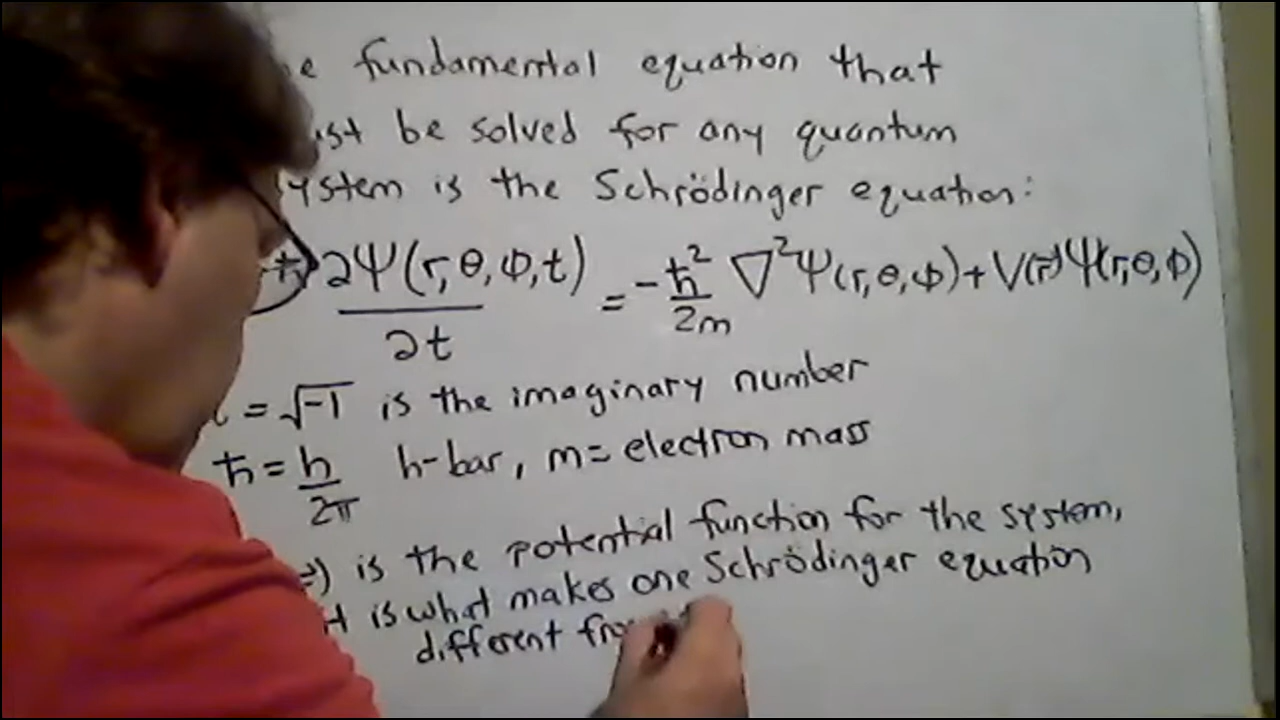 fundamental equation that
be solved for any quantum
is the Schrödinger equation:
ħ ∂Ψ(r,θ,φ,t)/∂t = -ħ²/2m ∇²Ψ(r,θ,φ) + V(r)Ψ(r,θ,φ)
i = √-1 is the imaginary number
ħ = h/2π h-bar, m = electron mass
is the potential function for the system,
is what makes one Schrödinger equation
different